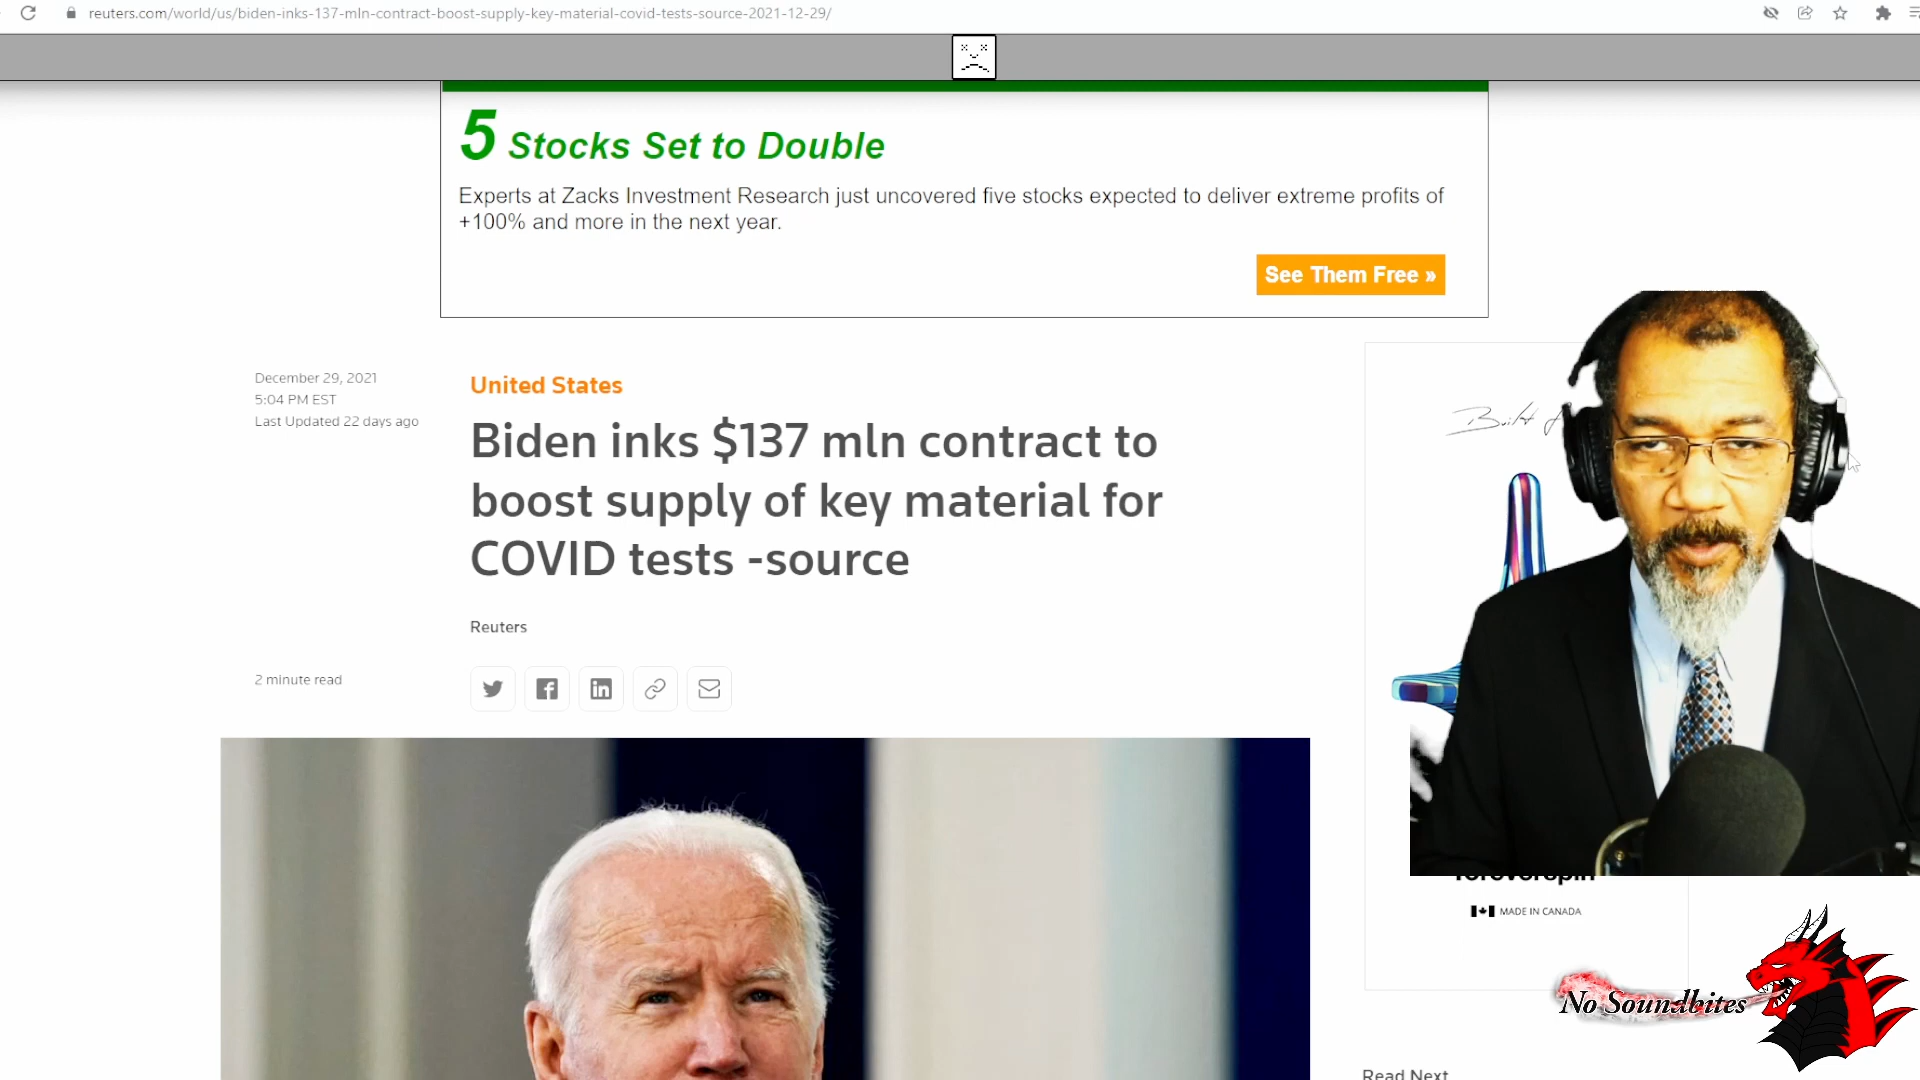 reuters.com/world/us/biden-inks-137-mln-contract-boost-supply-key-material-covid-tests-source-2021-12-29/
5 Stocks Set to Double
Experts at Zacks Investment Research just uncovered five stocks expected to deliver extreme profits of
+100% and more in the next year.
See Them Free »
December 29, 2021
5:04 PM EST
Last Updated 22 days ago
United States
Biden inks $137 mln contract to
boost supply of key material for
COVID tests -source
Reuters
2 minute read
Built
foreverspin
MADE IN CANADA
No Soundbites
Read Next